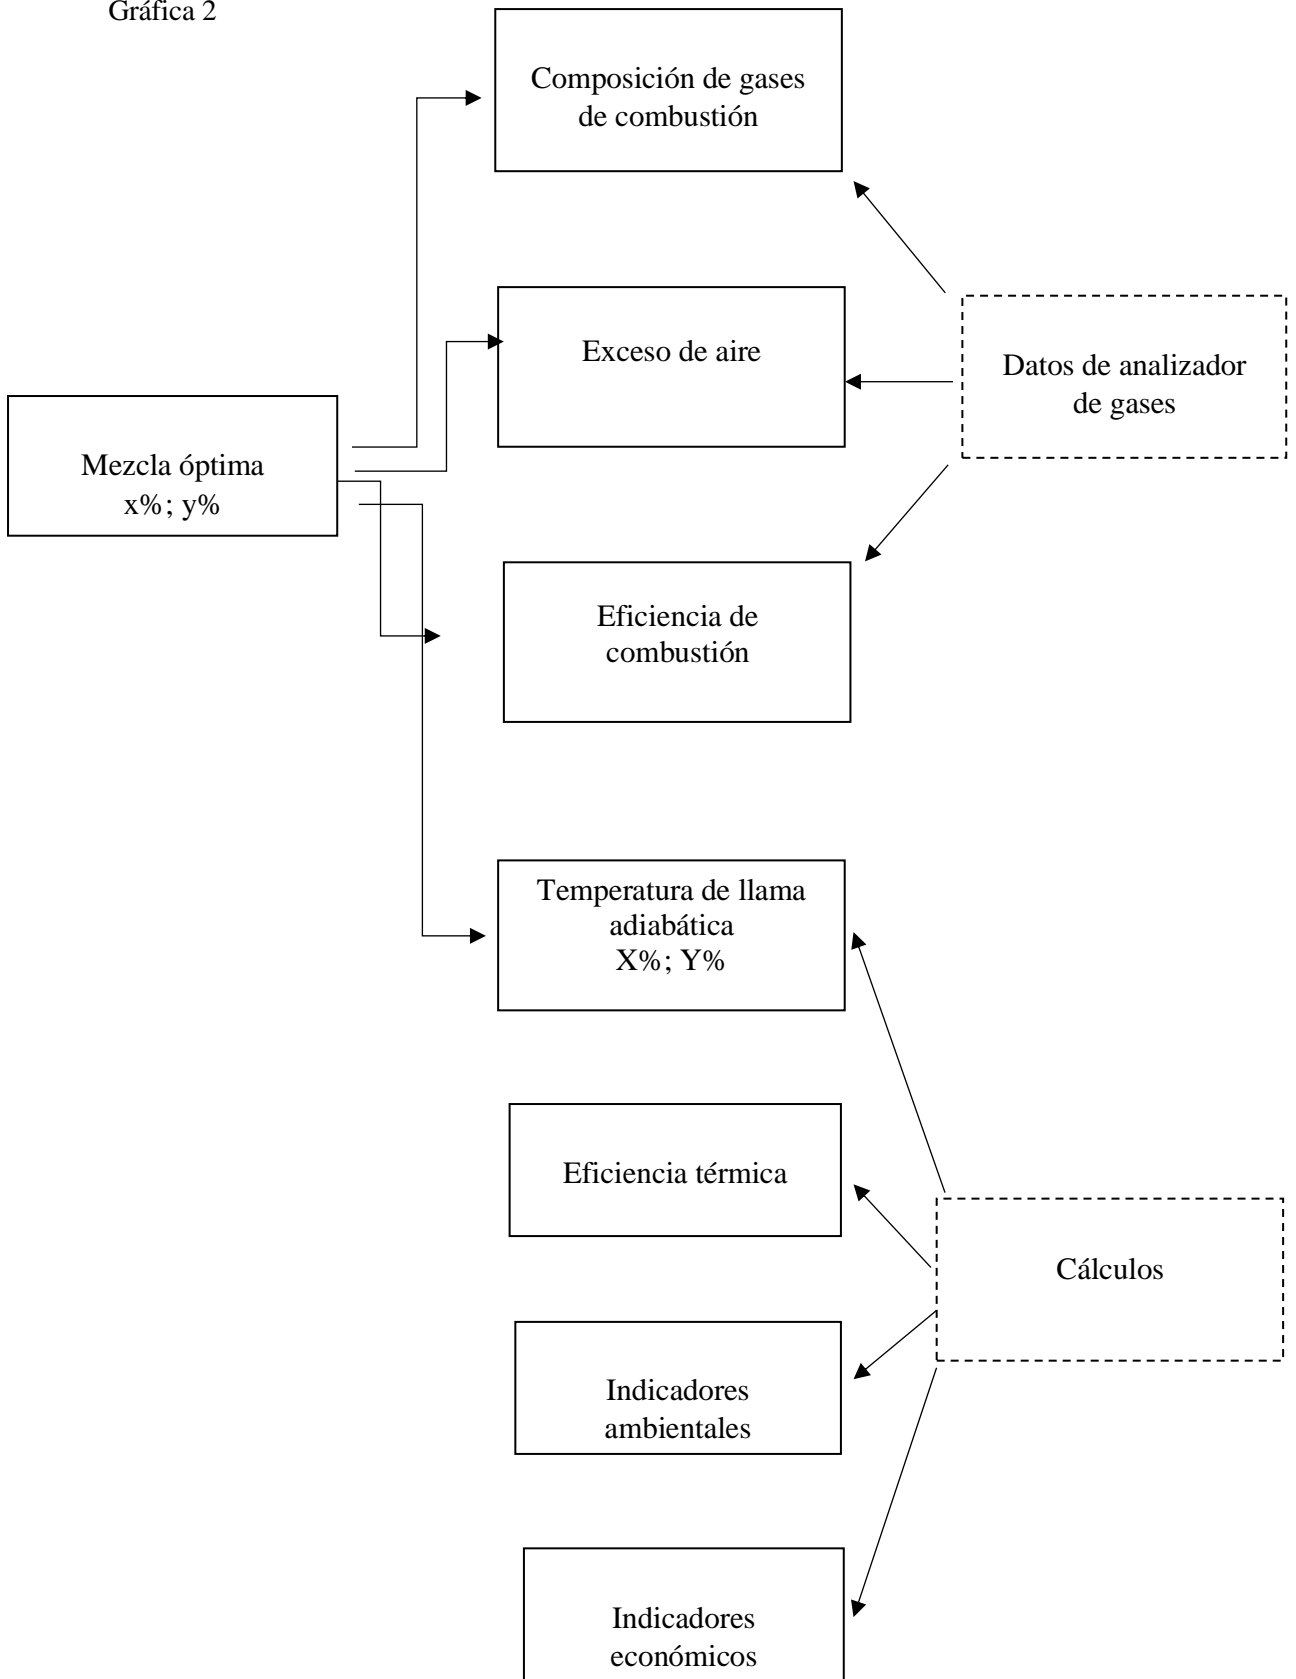 Gráfica 2
Composición de gases
de combustión
Exceso de aire
Datos de analizador
de gases
Mezcla óptima
x%; y%
Eficiencia de
combustión
Temperatura de llama
adiabática
X%; Y%
Eficiencia térmica
Cálculos
Indicadores
ambientales
Indicadores
económicos